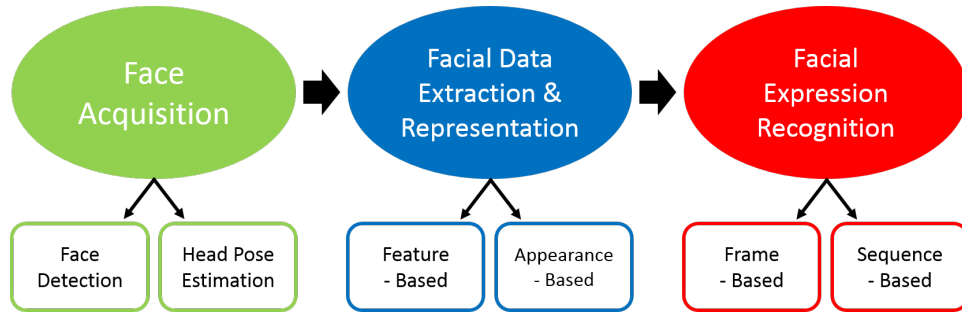 Face
Acquisition
Facial Data
Extraction &
Representation
Facial
Expression
Recognition
Face
Detection
Head Pose
Estimation
Feature
- Based
Appearance
- Based
Frame
- Based
Sequence
- Based